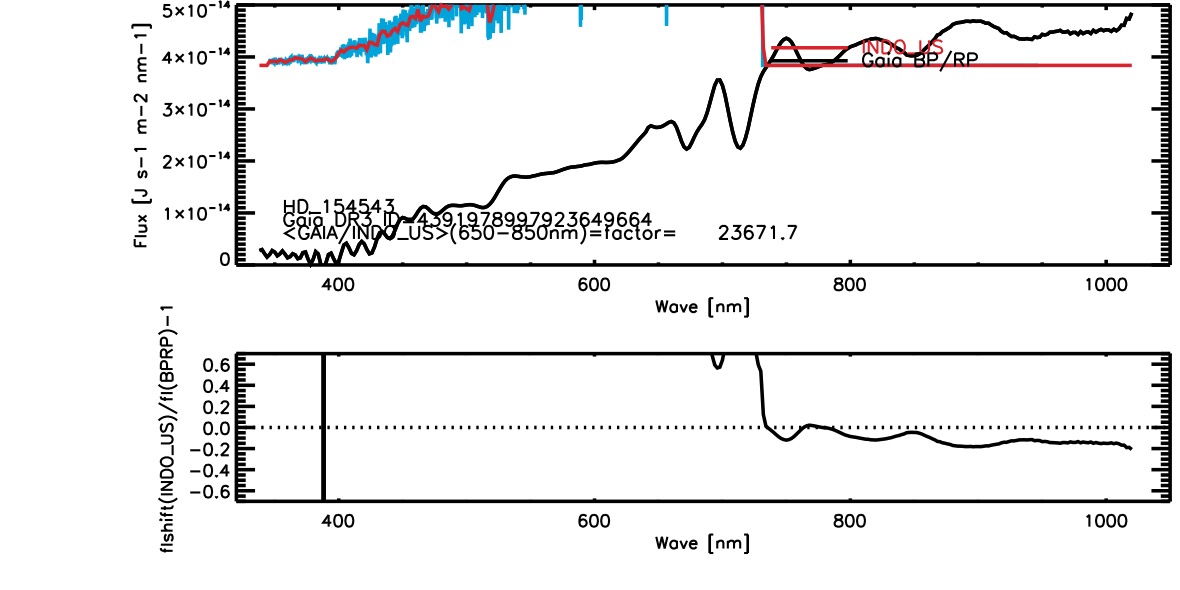 5×10−14
4×10−14
3×10−14
2×10−14
1×10−14
0
Flux [J s−1 m−2 nm−1]
INDO_US
Gaia BP/RP
HD_154543
Gaia DR3 ID=4391978997923649664
<GAIA/INDO_US>(650−850nm)=factor= 23671.7
400 600 800 1000
Wave [nm]
0.6
0.4
0.2
0.0
−0.2
−0.4
−0.6
flshift(INDO_US)/fl(BPRP)−1
400 600 800 1000
Wave [nm]